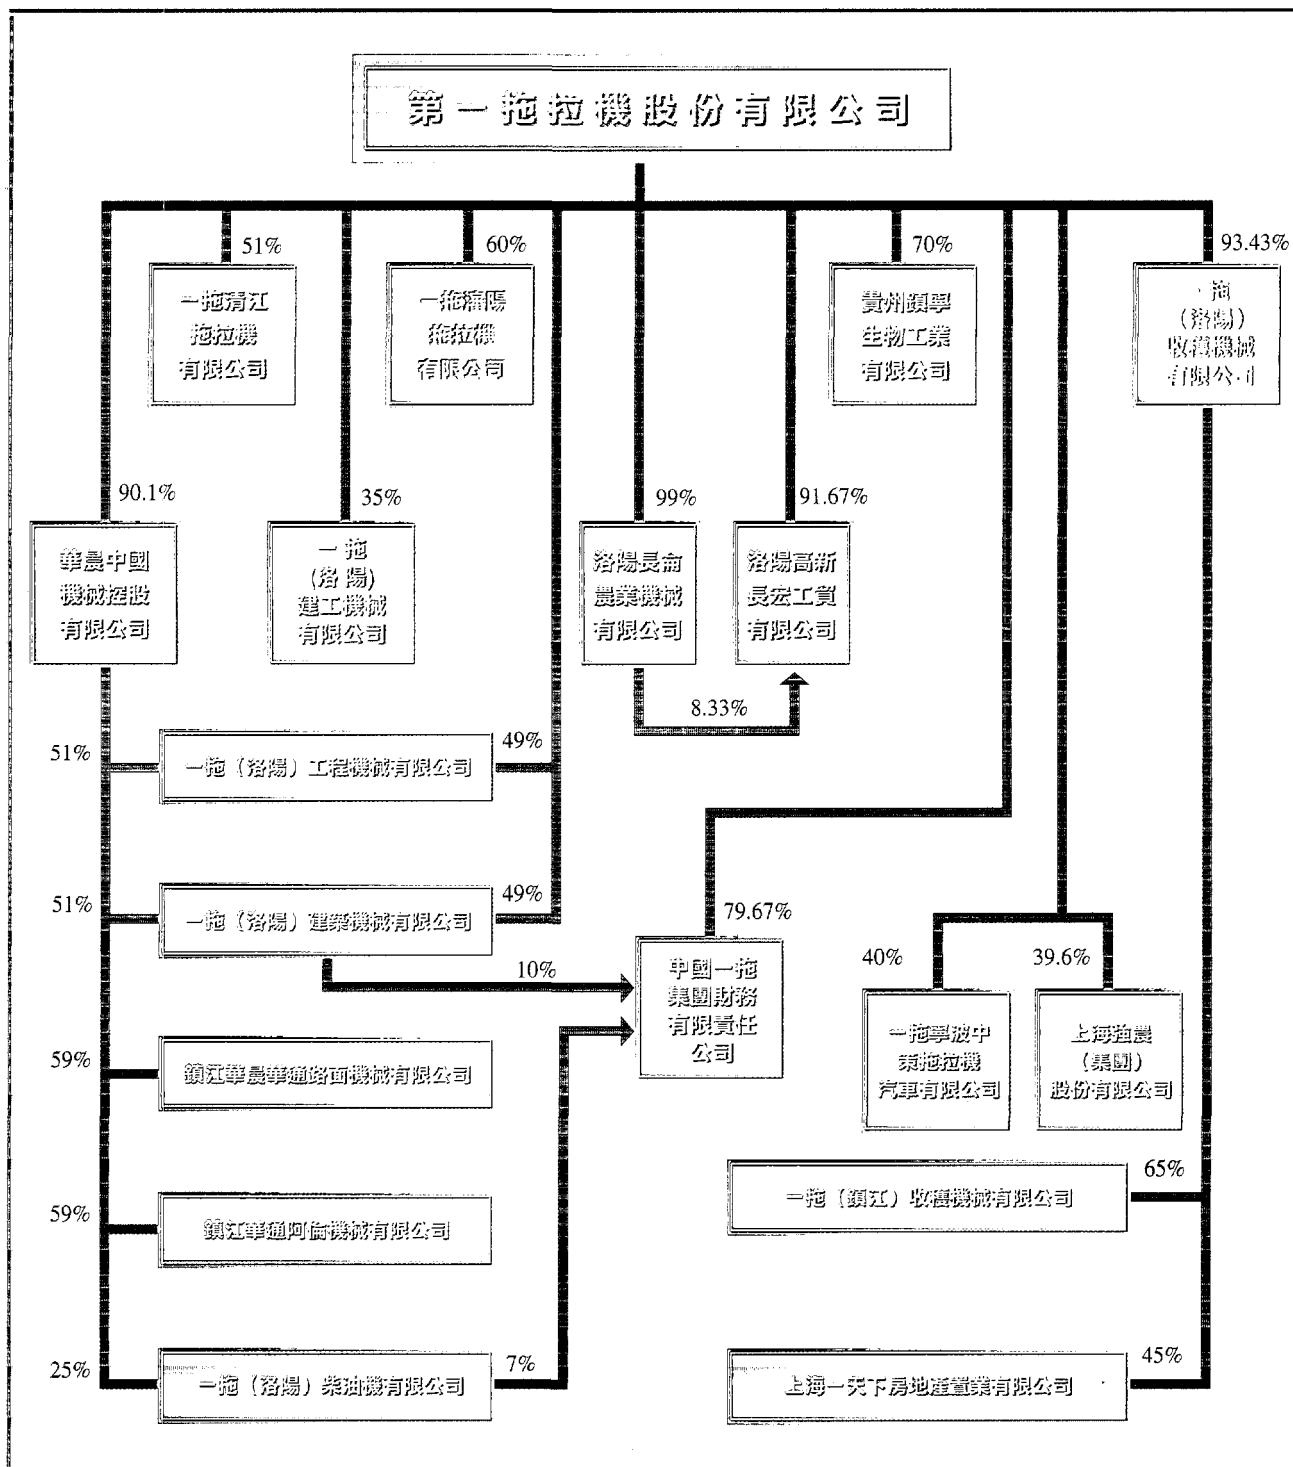 第一拖拉機股份有限公司
51%
60%
70%
93.43%
一拖清江
拖拉機
有限公司
一拖瀋陽
拖拉機
有限公司
貴州鎮寧
生物工業
有限公司
一拖
(洛陽)
收穫機械
有限公司
90.1%
35%
99%
91.67%
華晨中國
機械控股
有限公司
一拖
(洛陽)
建工機械
有限公司
洛陽長侖
農業機械
有限公司
洛陽高新
長宏工貿
有限公司
8.33%
51%
一拖（洛陽）工程機械有限公司
49%
51%
一拖（洛陽）建築機械有限公司
49%
79.67%
10%
中國一拖
集團財務
有限責任
公司
40%
39.6%
一拖寧波中
策拖拉機
汽車有限公司
上海強農
(集團)
股份有限公司
59%
鎮江華晨華通路面機械有限公司
65%
一拖（鎮江）收穫機械有限公司
59%
鎮江華通阿倫機械有限公司
25%
一拖（洛陽）柴油機有限公司
7%
45%
上海一天下房地產置業有限公司